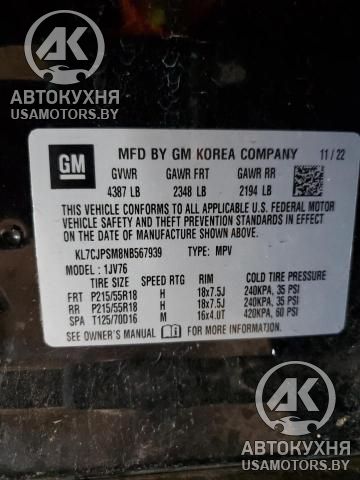 АК
АВТОКУХНЯ
USAMOTORS.BY
GM
MFD BY GM KOREA COMPANY
11 / 22
GVWR GAWR FRT GAWR RR
4387 LB 2348 LB 2194 LB
THIS VEHICLE CONFORMS TO ALL APPLICABLE U.S. FEDERAL MOTOR
VEHICLE SAFETY AND THEFT PREVENTION STANDARDS IN EFFECT ON
THE DATE OF MANUFACTURE SHOWN ABOVE.
KL7CJPSM8NB567939 TYPE: MPV
MODEL: 1JV76
TIRE SIZE SPEED RTG RIM COLD TIRE PRESSURE
FRT P215/55R18 H 18x7.5J 240KPA, 35 PSI
RR P215/55R18 H 18x7.5J 240KPA, 35 PSI
SPA T125/70D16 M 16x4.0T 420KPA, 60 PSI
SEE OWNER'S MANUAL FOR MORE INFORMATION.
АК
АВТОКУХНЯ
USAMOTORS.BY